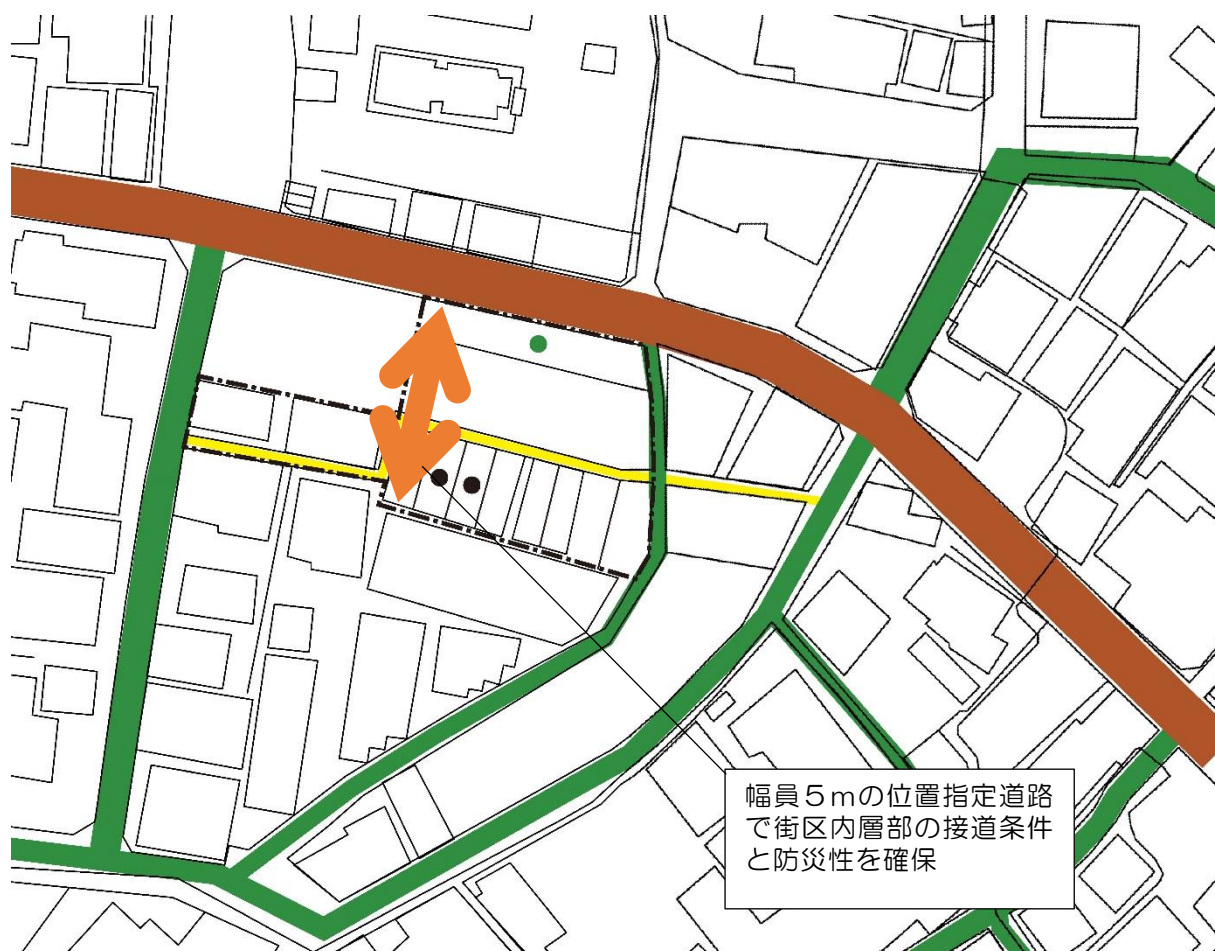 幅員５ｍの位置指定道路
で街区内層部の接道条件
と防災性を確保